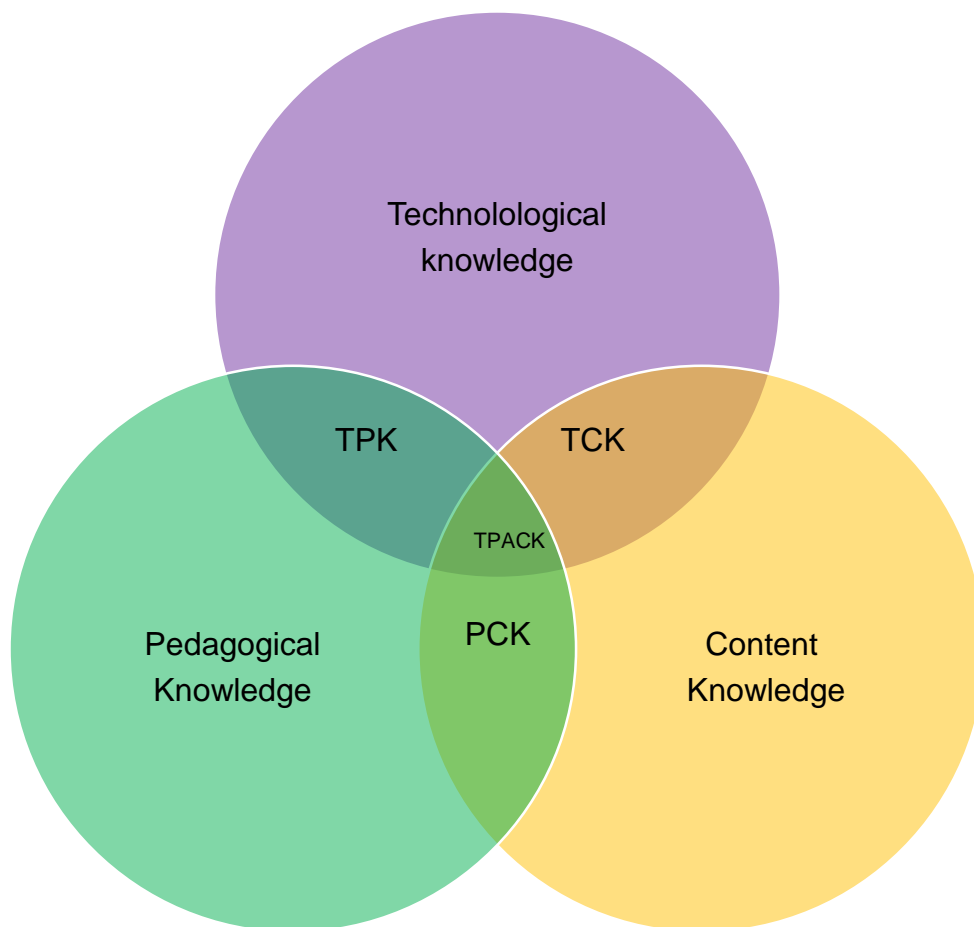 Technolological
knowledge
TPK
TCK
TPACK
PCK
Pedagogical
Knowledge
Content
Knowledge